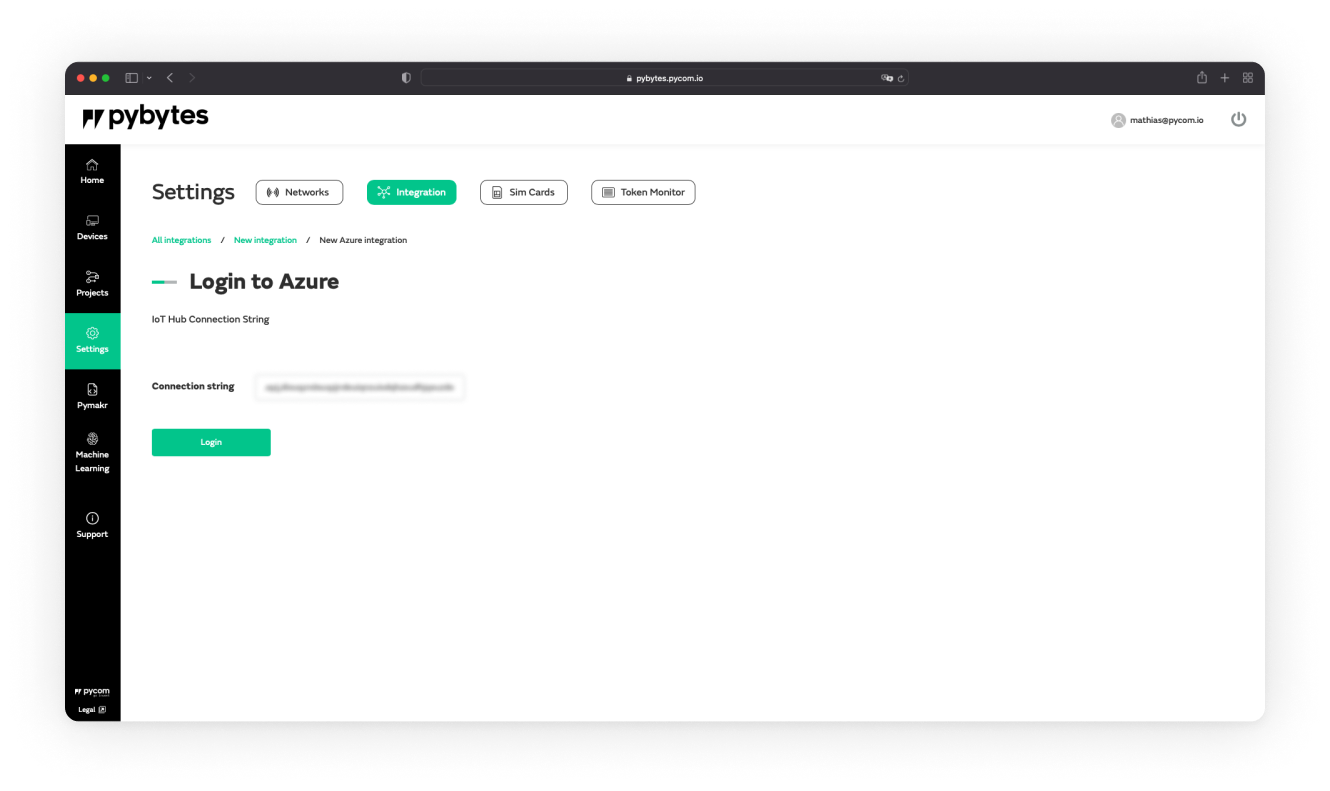 pybytes.pycom.io
pybytes
mathias@pycom.io
Home
Devices
Projects
Settings
Pymakr
Machine
Learning
Support
pycom
Legal
Settings
Networks
Integration
Sim Cards
Token Monitor
All integrations / New integration / New Azure integration
Login to Azure
IoT Hub Connection String
Connection string
Login